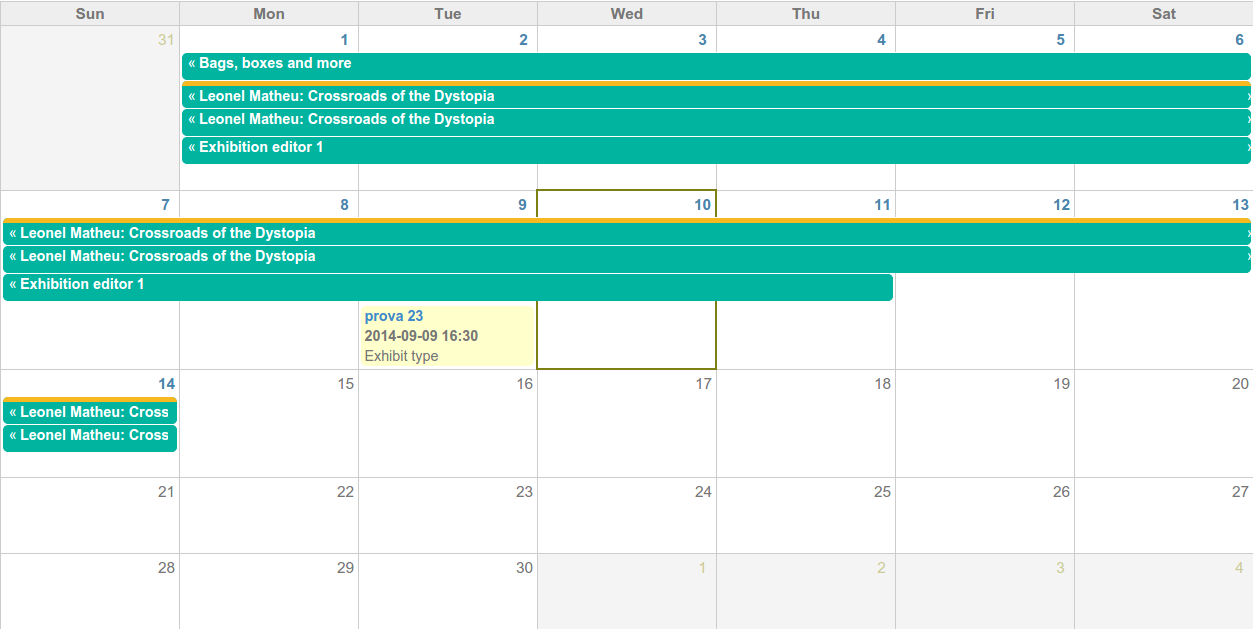 Sun Mon Tue Wed Thu Fri Sat
31 1 2 3 4 5 6
« Bags, boxes and more
« Leonel Matheu: Crossroads of the Dystopia »
« Leonel Matheu: Crossroads of the Dystopia »
« Exhibition editor 1 »
7 8 9 10 11 12 13
« Leonel Matheu: Crossroads of the Dystopia »
« Leonel Matheu: Crossroads of the Dystopia »
« Exhibition editor 1
prova 23
2014-09-09 16:30
Exhibit type
14 15 16 17 18 19 20
« Leonel Matheu: Cross
« Leonel Matheu: Cross
21 22 23 24 25 26 27
28 29 30 1 2 3 4